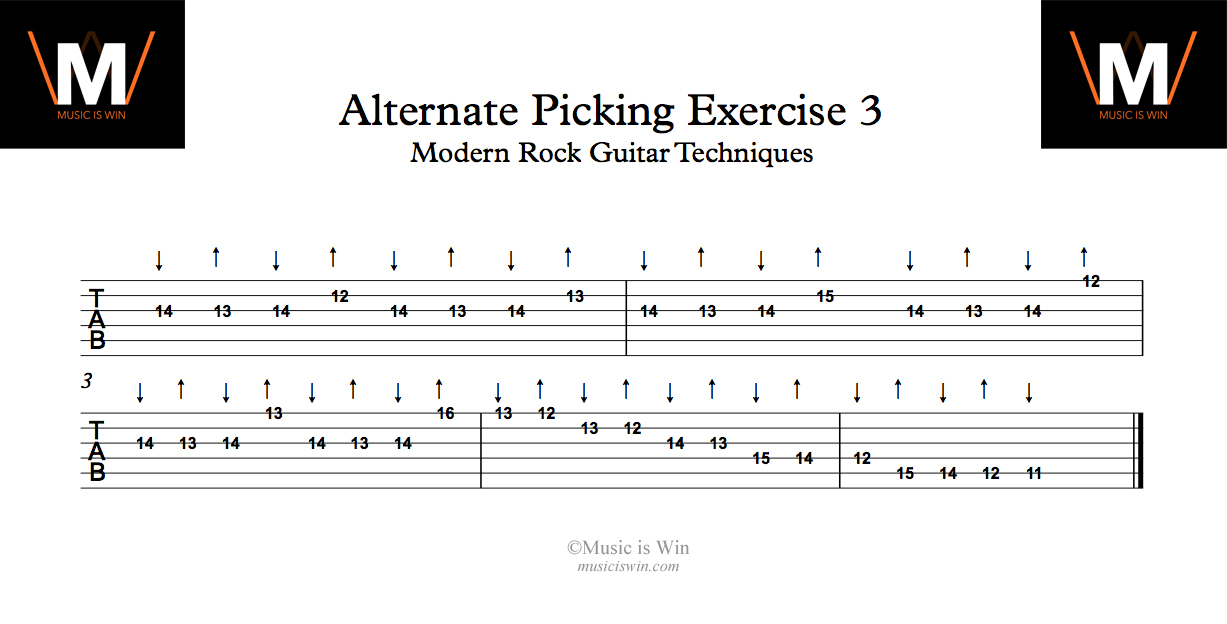 M
MUSIC IS WIN
M
MUSIC IS WIN
Alternate Picking Exercise 3
Modern Rock Guitar Techniques
↓ ↑ ↓ ↑ ↓ ↑ ↓ ↑ ↓ ↑ ↓ ↑ ↓ ↑ ↓ ↑
TAB
14 13 14 12 14 13 14 13 14 13 14 15 14 13 14 12
3
↓ ↑ ↓ ↑ ↓ ↑ ↓ ↑ ↓ ↑ ↓ ↑ ↓ ↑ ↓ ↑ ↓ ↑ ↓ ↑ ↓
TAB
14 13 14 13 14 13 14 16 13 12 13 12 14 13 15 14 12 15 14 12 11
©Music is Win
musiciswin.com